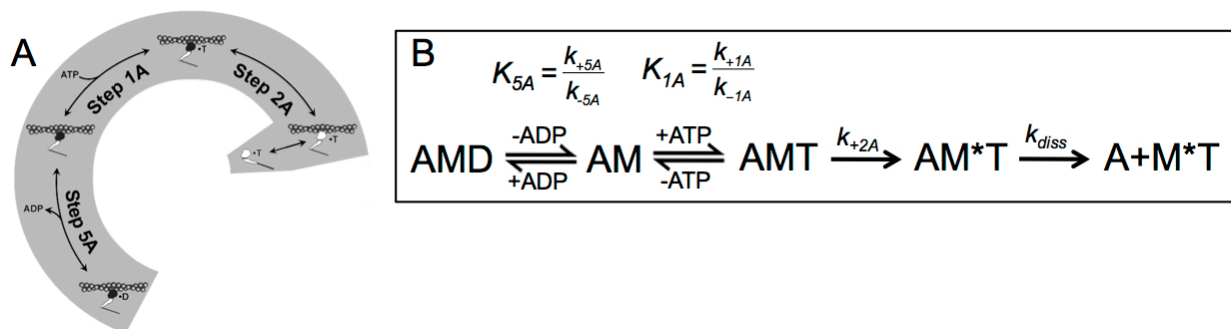 A
•T
ATP
Step 1A
Step 2A
•T
•T
ADP
Step 5A
•D
B
K5A = k+5A / k-5A
K1A = k+1A / k−1A
-ADP +ATP k+2A kdiss
AMD AM AMT AM*T A+M*T
+ADP -ATP